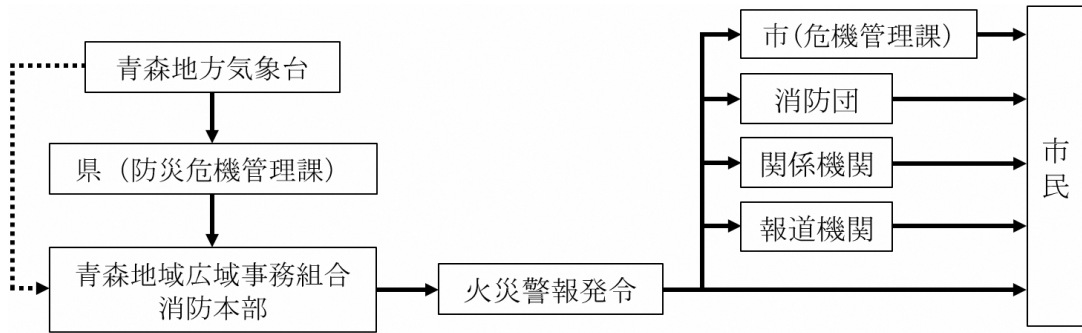 青森地方気象台
県（防災危機管理課）
青森地域広域事務組合
消防本部
火災警報発令
市（危機管理課）
消防団
関係機関
報道機関
市民